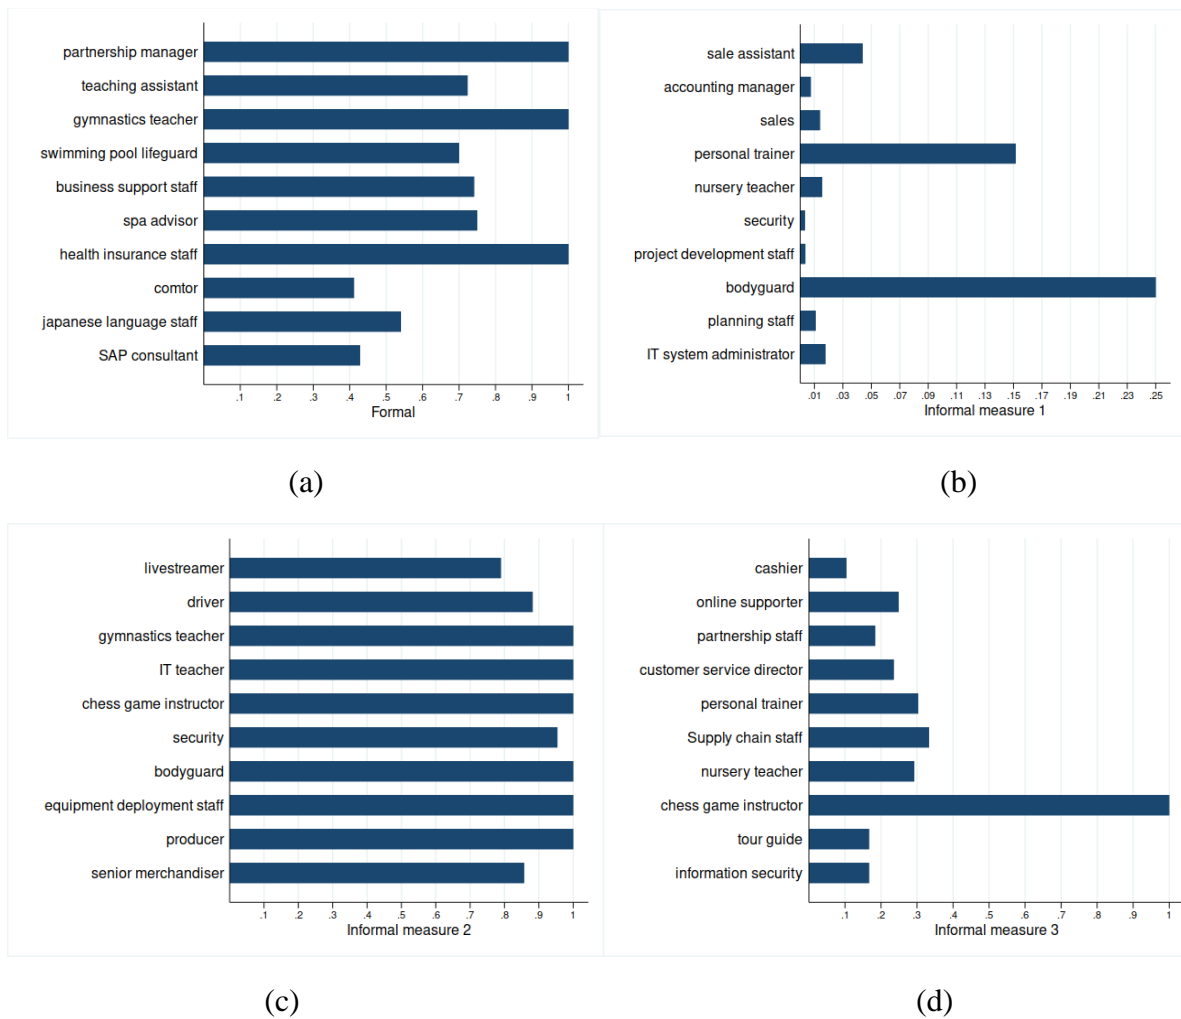 partnership manager
teaching assistant
gymnastics teacher
swimming pool lifeguard
business support staff
spa advisor
health insurance staff
comtor
japanese language staff
SAP consultant
.1 .2 .3 .4 .5 .6 .7 .8 .9 1
Formal
(a)
sale assistant
accounting manager
sales
personal trainer
nursery teacher
security
project development staff
bodyguard
planning staff
IT system administrator
.01 .03 .05 .07 .09 .11 .13 .15 .17 .19 .21 .23 .25
Informal measure 1
(b)
livestreamer
driver
gymnastics teacher
IT teacher
chess game instructor
security
bodyguard
equipment deployment staff
producer
senior merchandiser
.1 .2 .3 .4 .5 .6 .7 .8 .9 1
Informal measure 2
(c)
cashier
online supporter
partnership staff
customer service director
personal trainer
Supply chain staff
nursery teacher
chess game instructor
tour guide
information security
.1 .2 .3 .4 .5 .6 .7 .8 .9 1
Informal measure 3
(d)